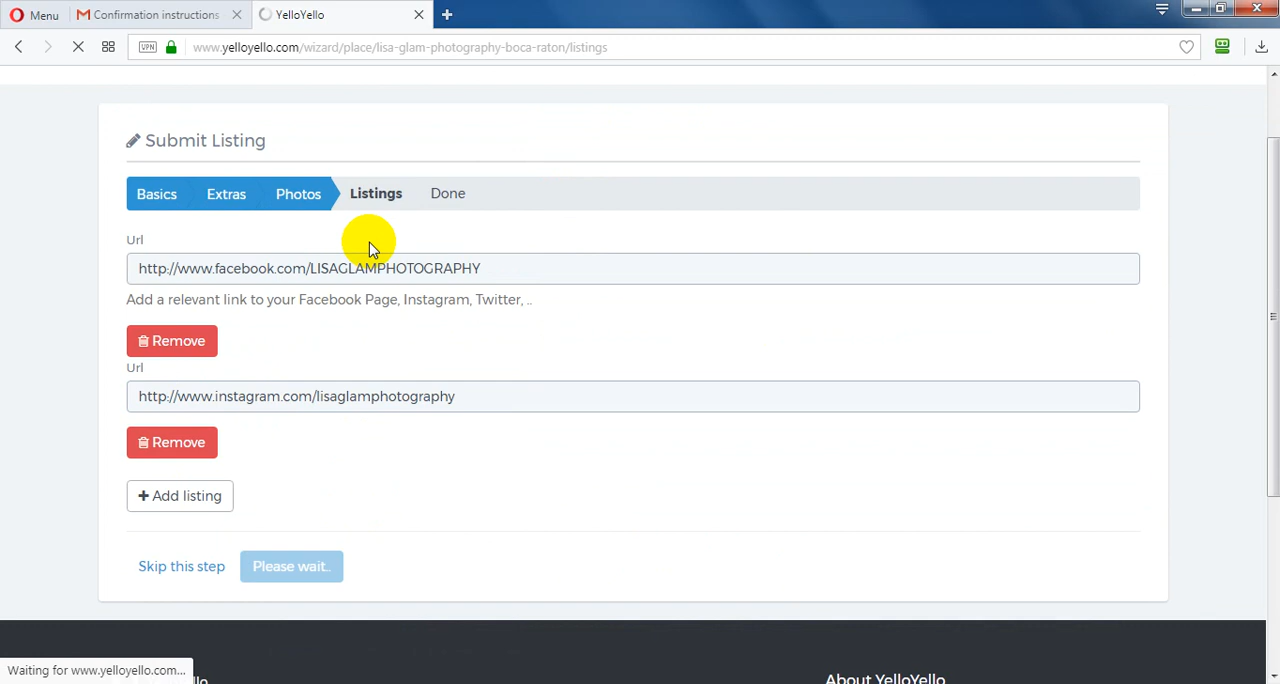 Menu
Confirmation instructions
YelloYello
VPN
www.yelloyello.com/wizard/place/lisa-glam-photography-boca-raton/listings
Submit Listing
Basics Extras Photos Listings Done
Url
http://www.facebook.com/LISAGLAMPHOTOGRAPHY
Add a relevant link to your Facebook Page, Instagram, Twitter, ..
Remove
Url
http://www.instagram.com/lisaglamphotography
Remove
+ Add listing
Skip this step Please wait..
Waiting for www.yelloyello.com...
About YelloYello